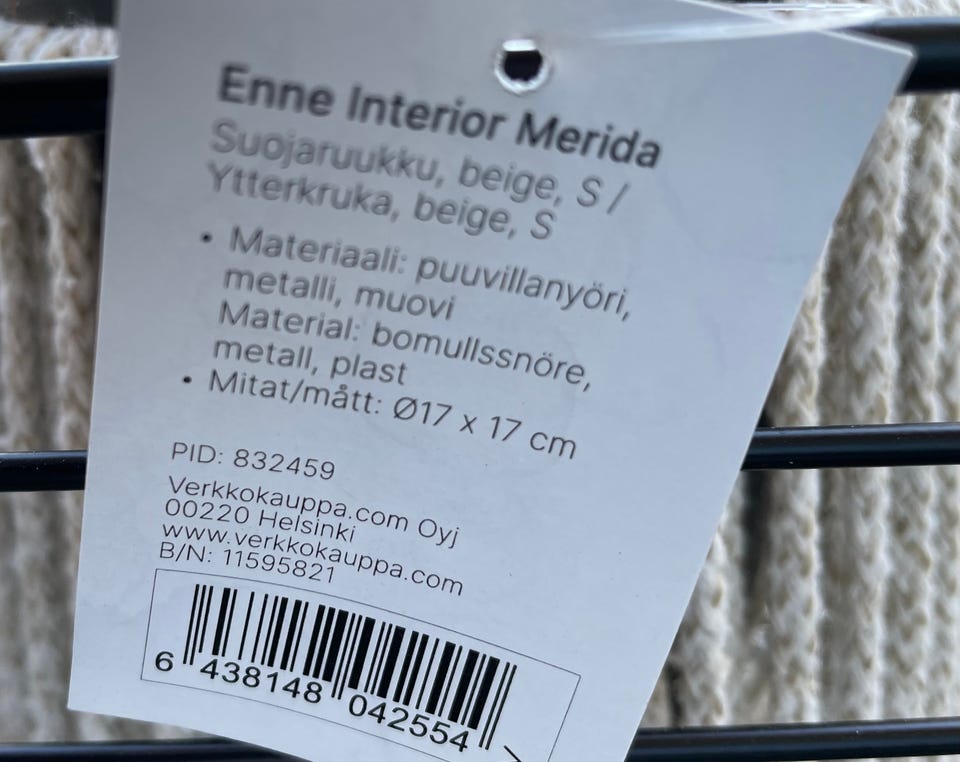 Enne Interior Merida
Suojaruukku, beige, S /
Ytterkruka, beige, S
• Materiaali: puuvillanyöri,
metalli, muovi
Material: bomullssnöre,
metall, plast
• Mitat/mått: Ø17 x 17 cm
PID: 832459
Verkkokauppa.com Oyj
00220 Helsinki
www.verkkokauppa.com
B/N: 11595821
6 438148 042554 >